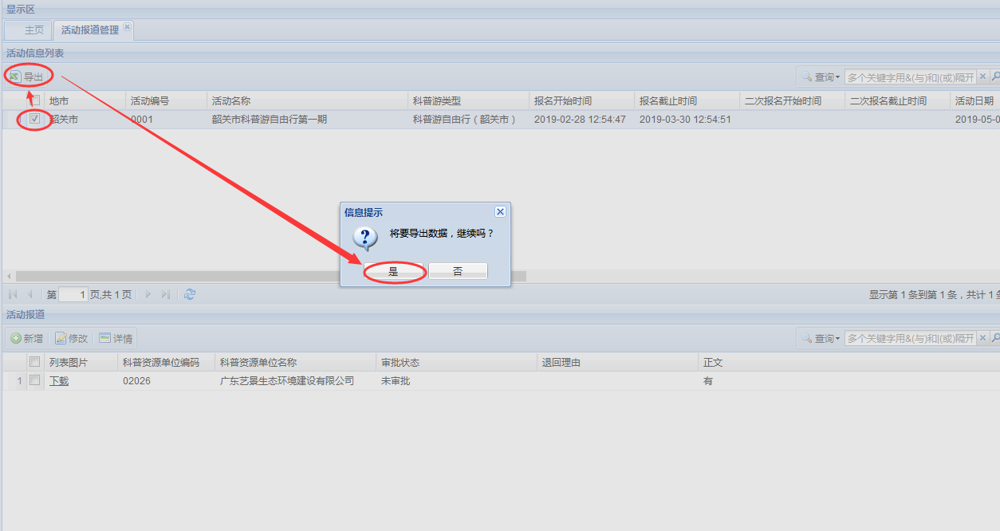 显示区
主页 活动报道管理
活动信息列表
导出 查询 多个关键字用&(与)和|(或)隔开
地市 活动编号 活动名称 科普游类型 报名开始时间 报名截止时间 二次报名开始时间 二次报名截止时间 活动日期
韶关市 0001 韶关市科普游自由行第一期 科普游自由行（韶关市） 2019-02-28 12:54:47 2019-03-30 12:54:51 2019-05-0
信息提示
将要导出数据，继续吗？
是 否
第 1 页,共 1 页 显示第 1 条到第 1 条，共计 1 条
活动报道
新增 修改 详情 查询 多个关键字用&(与)和|(或)隔开
列表图片 科普资源单位编码 科普资源单位名称 审批状态 退回理由 正文
1 下载 02026 广东艺景生态环境建设有限公司 未审批 有